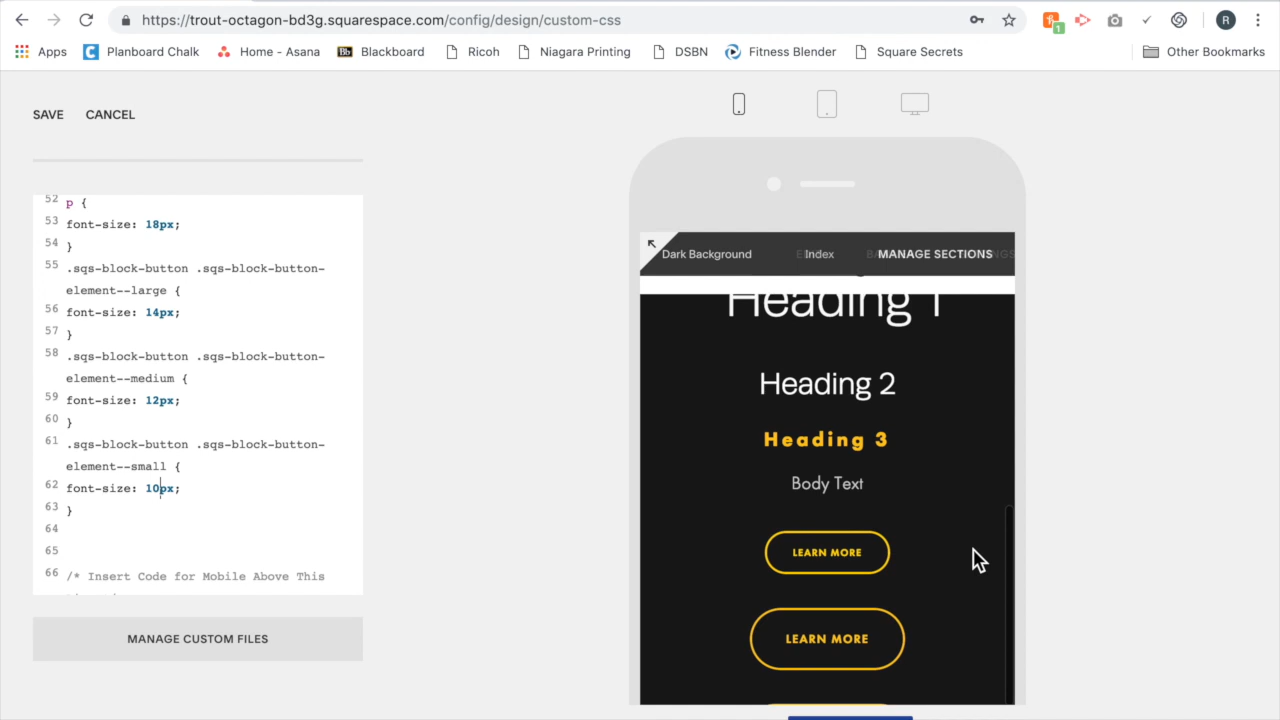 https://trout-octagon-bd3g.squarespace.com/config/design/custom-css
1
R
Apps
Planboard Chalk
Home - Asana
Bb
Blackboard
Ricoh
Niagara Printing
DSBN
Fitness Blender
Square Secrets
Other Bookmarks
SAVE CANCEL
52 p {
53 font-size: 18px;
54 }
55 .sqs-block-button .sqs-block-button-
element--large {
56 font-size: 14px;
57 }
58 .sqs-block-button .sqs-block-button-
element--medium {
59 font-size: 12px;
60 }
61 .sqs-block-button .sqs-block-button-
element--small {
62 font-size: 10px;
63 }
64
65
66 /* Insert Code for Mobile Above This
MANAGE CUSTOM FILES
Dark Background Index MANAGE SECTIONS
Heading 1
Heading 2
Heading 3
Body Text
LEARN MORE
LEARN MORE